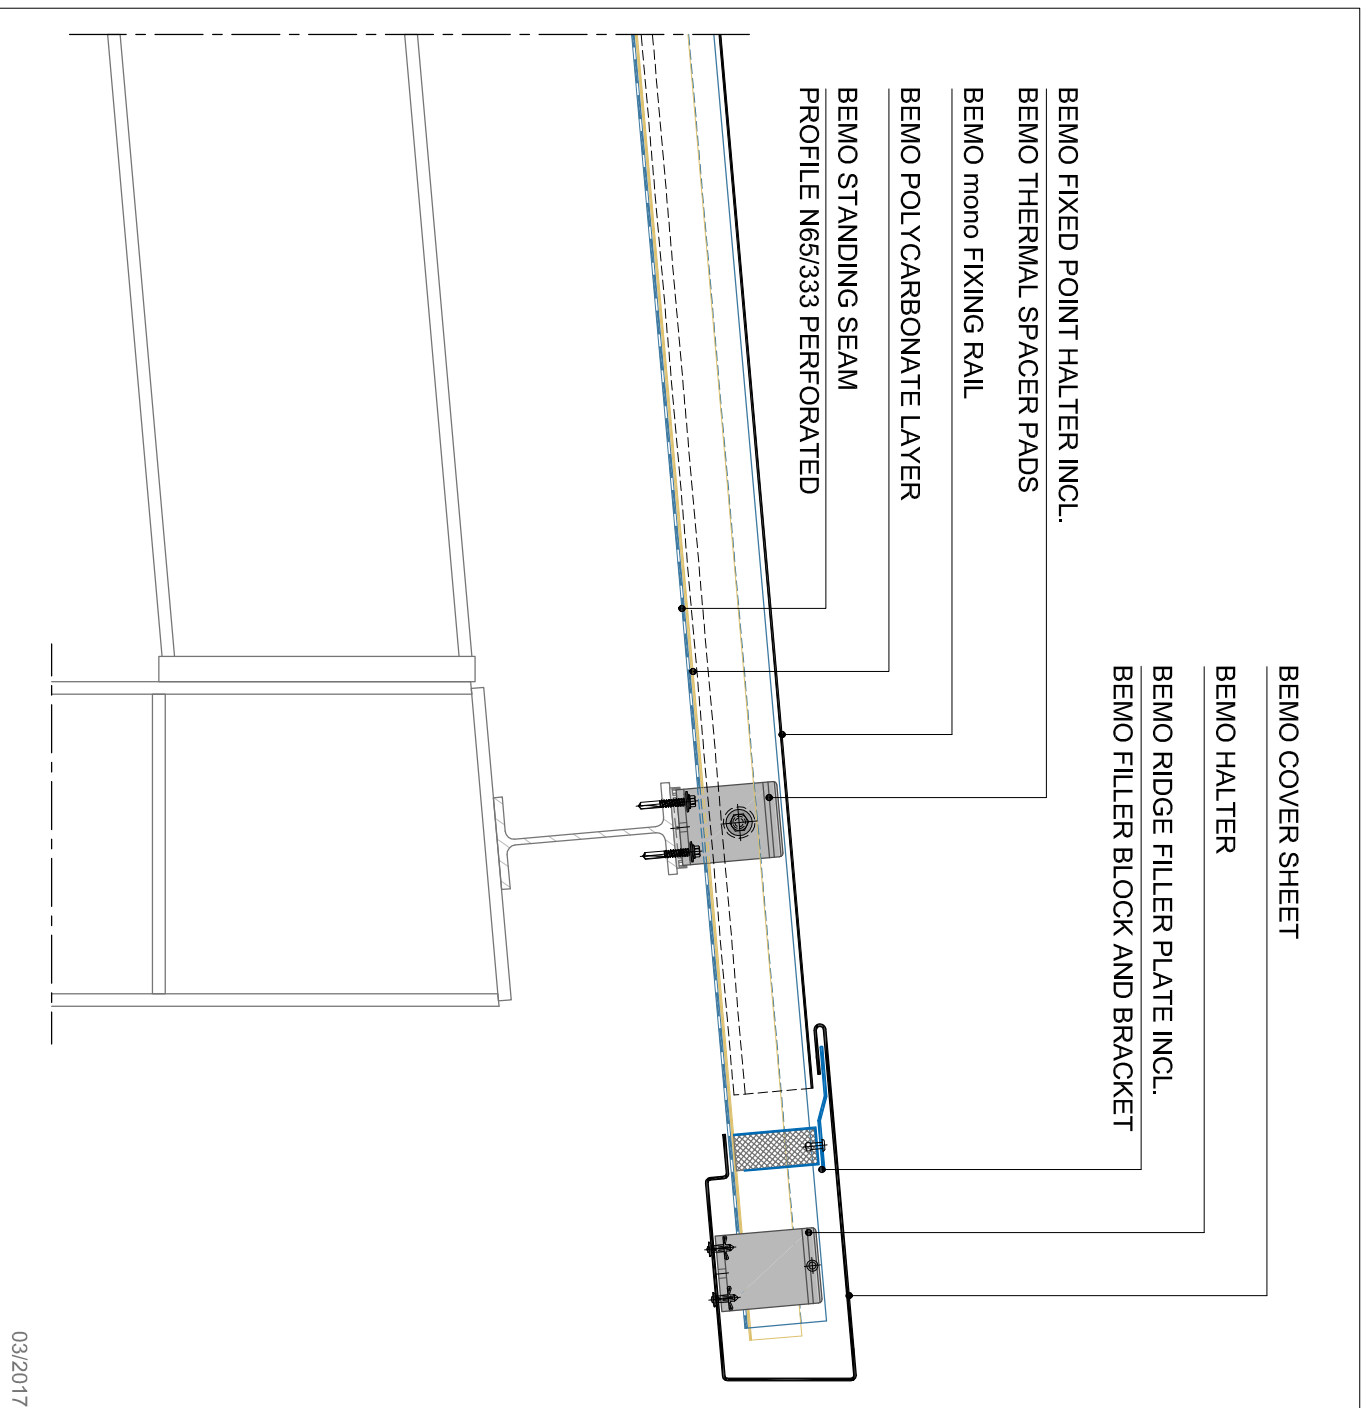 BEMO COVER SHEET
BEMO HALTER
BEMO RIDGE FILLER PLATE INCL.
BEMO FILLER BLOCK AND BRACKET
BEMO FIXED POINT HALTER INCL.
BEMO THERMAL SPACER PADS
BEMO mono FIXING RAIL
BEMO POLYCARBONATE LAYER
BEMO STANDING SEAM
PROFILE N65/333 PERFORATED
03/2017